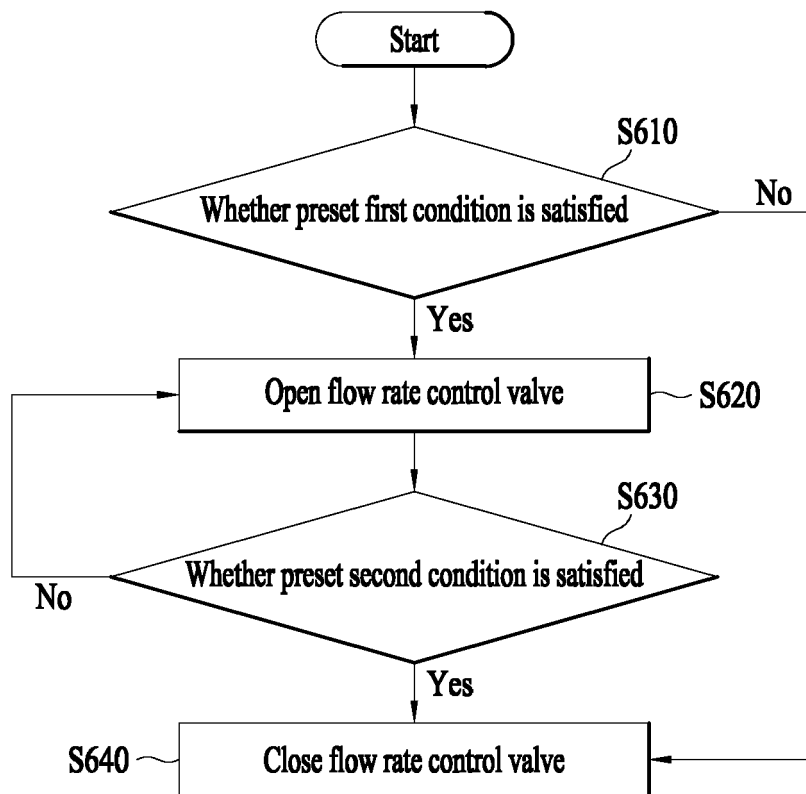 Start
S610
Whether preset first condition is satisfied
No
Yes
Open flow rate control valve
S620
S630
Whether preset second condition is satisfied
No
Yes
S640
Close flow rate control valve